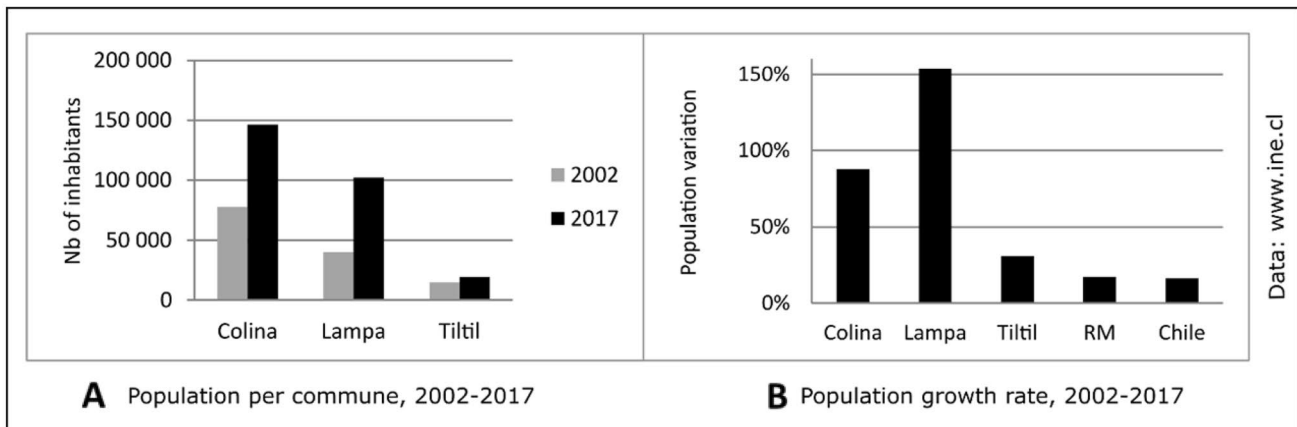 200 000
150 000
100 000
50 000
0
Nb of inhabitants
Colina Lampa Tiltil
2002
2017
150%
100%
50%
0%
Population variation
Colina Lampa Tiltil RM Chile
Data: www.ine.cl
A Population per commune, 2002-2017
B Population growth rate, 2002-2017